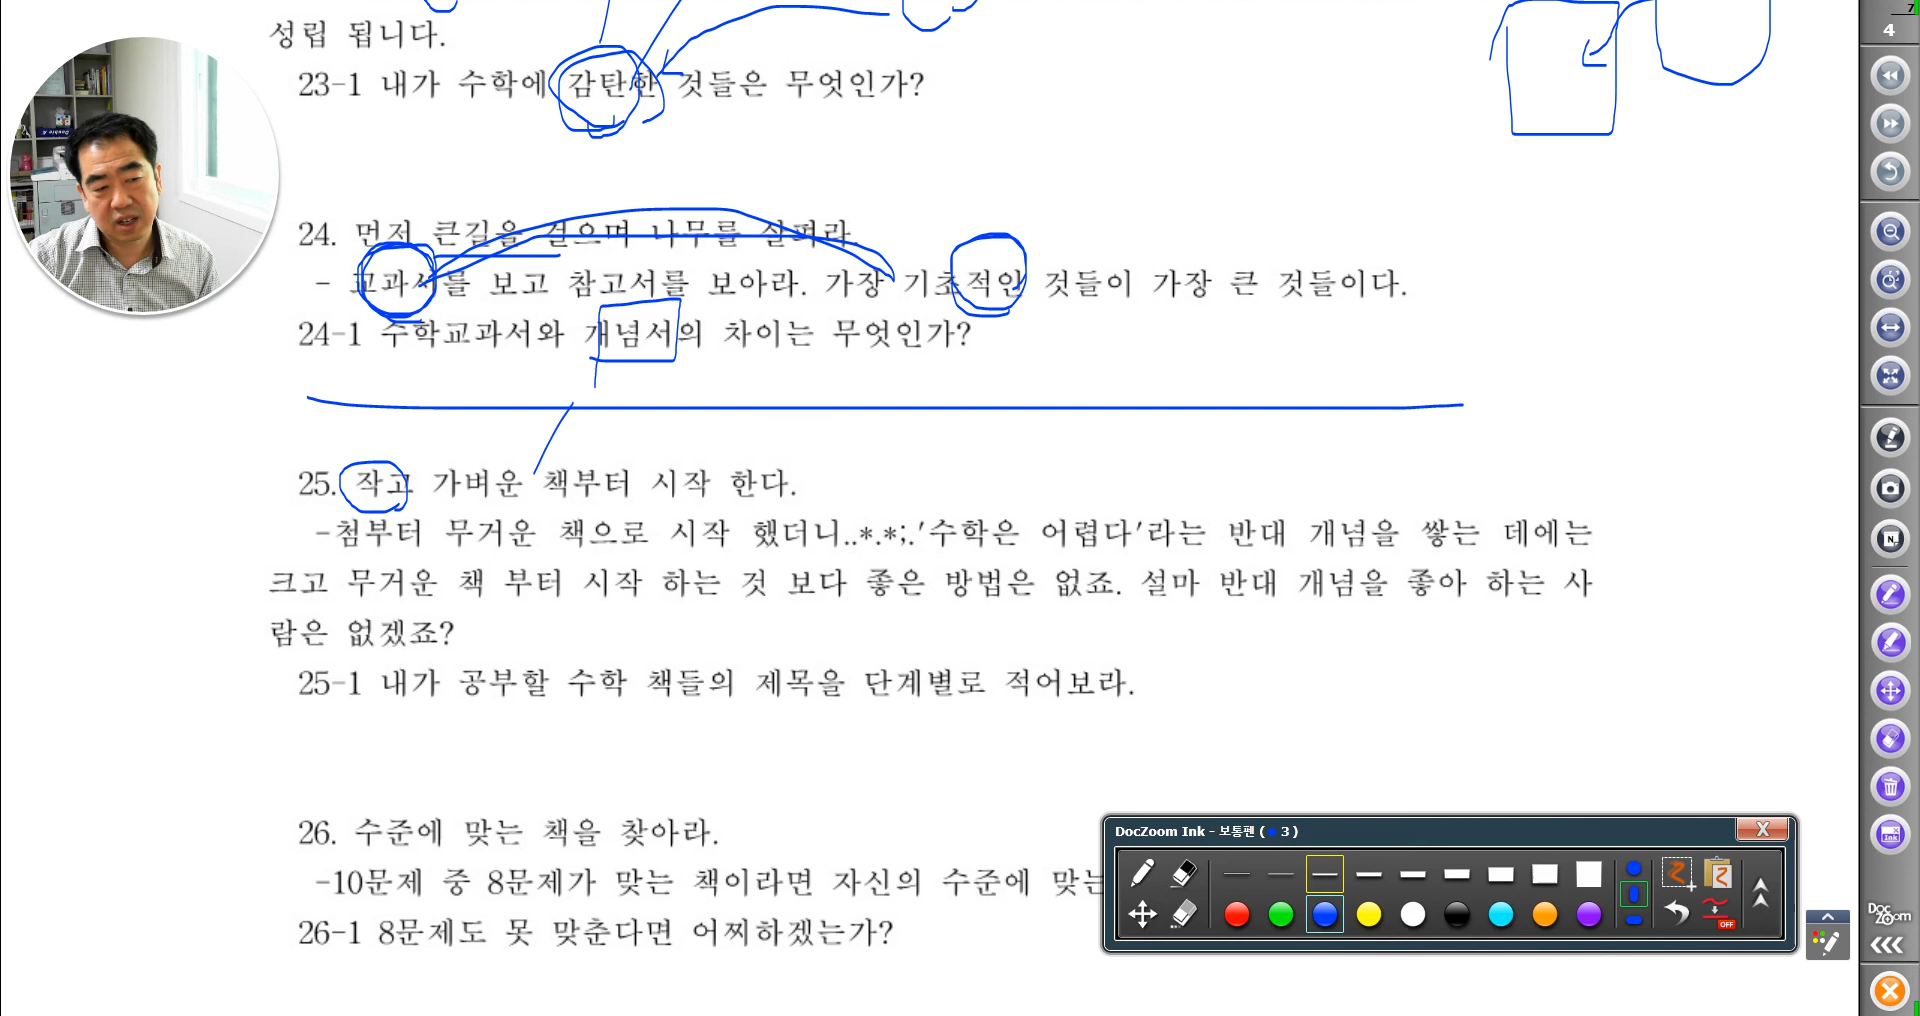 성립 됩니다.
23-1 내가 수학에 감탄한 것들은 무엇인가?
24. 먼저 큰길을 걸으며 나무를 살펴라.
- 교과서를 보고 참고서를 보아라. 가장 기초적인 것들이 가장 큰 것들이다.
24-1 수학교과서와 개념서의 차이는 무엇인가?
25. 작고 가벼운 책부터 시작 한다.
-첨부터 무거운 책으로 시작 했더니..*.*;.'수학은 어렵다'라는 반대 개념을 쌓는 데에는
크고 무거운 책 부터 시작 하는 것 보다 좋은 방법은 없죠. 설마 반대 개념을 좋아 하는 사
람은 없겠죠?
25-1 내가 공부할 수학 책들의 제목을 단계별로 적어보라.
26. 수준에 맞는 책을 찾아라.
-10문제 중 8문제가 맞는 책이라면 자신의 수준에 맞는
26-1 8문제도 못 맞춘다면 어찌하겠는가?
DocZoom Ink - 보통펜 ( 3 )
OFF
7
4
N
Ink
Doc
Zoom